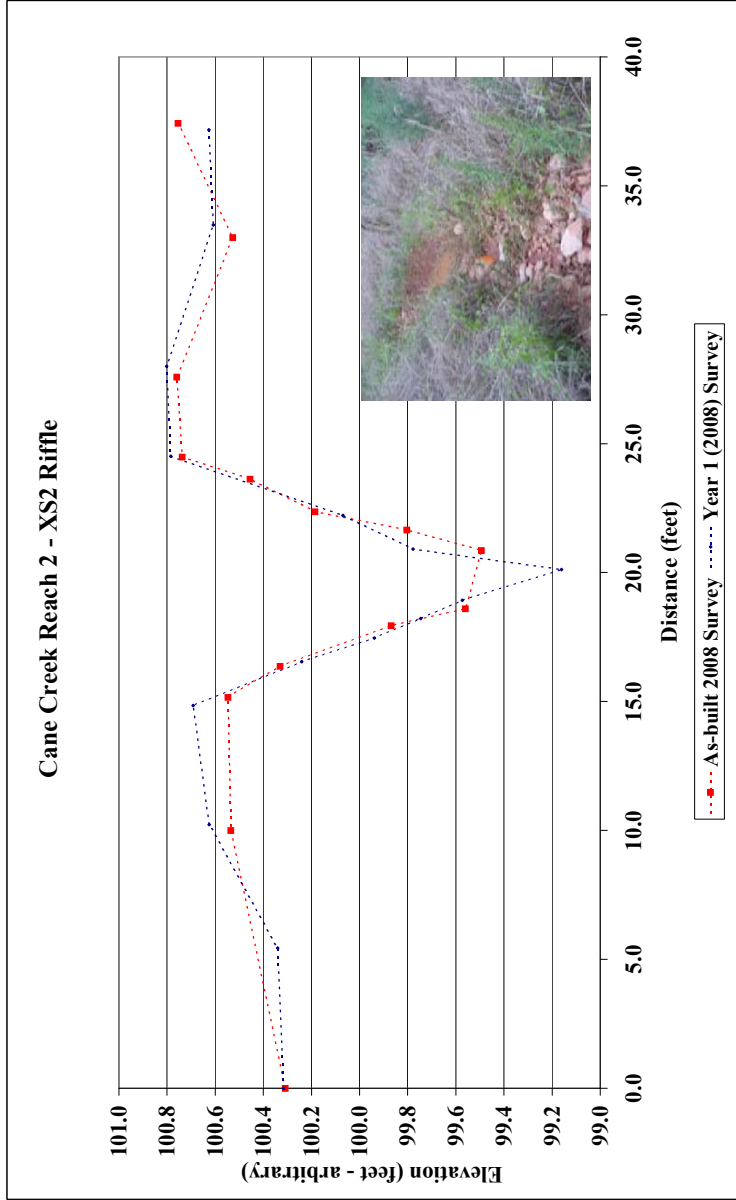 Cane Creek Reach 2 - XS2 Riffle
Elevation (feet - arbitrary)
101.0
100.8
100.6
100.4
100.2
100.0
99.8
99.6
99.4
99.2
99.0
0.0 5.0 10.0 15.0 20.0 25.0 30.0 35.0 40.0
Distance (feet)
As-built 2008 Survey Year 1 (2008) Survey